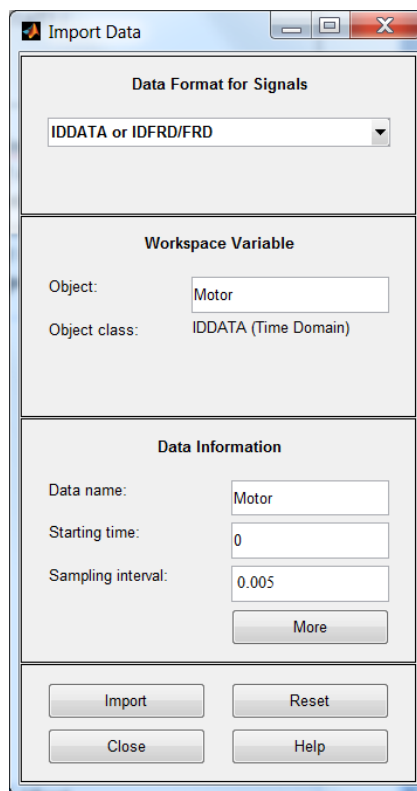 Import Data
Data Format for Signals
IDDATA or IDFRD/FRD
Workspace Variable
Object: Motor
Object class: IDDATA (Time Domain)
Data Information
Data name: Motor
Starting time: 0
Sampling interval: 0.005
More
Import Reset
Close Help